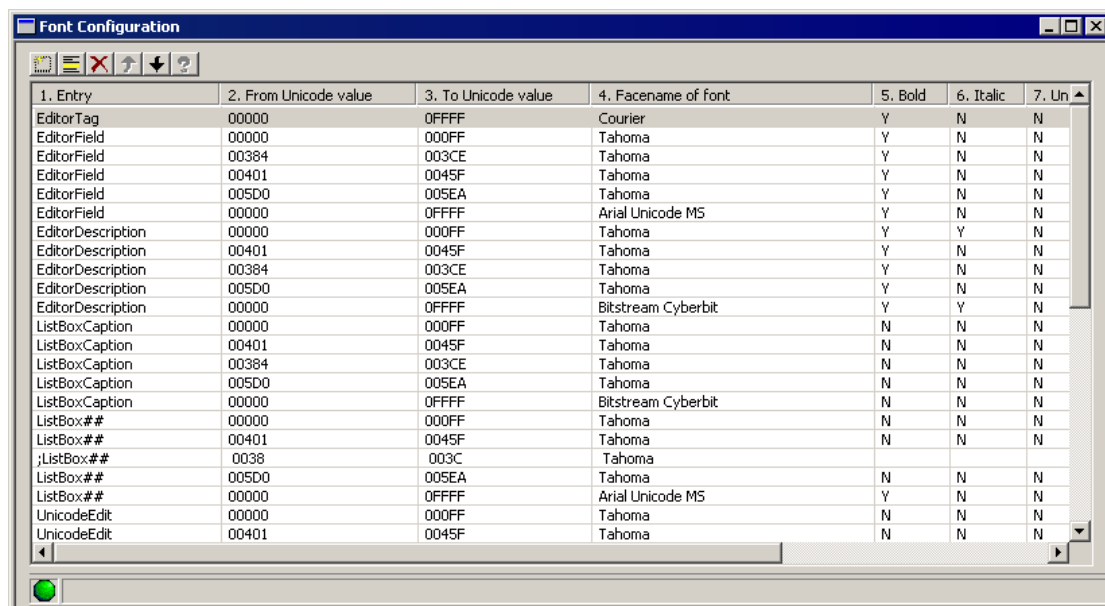 Font Configuration
1. Entry 2. From Unicode value 3. To Unicode value 4. Facename of font 5. Bold 6. Italic 7. Un
EditorTag 00000 0FFFF Courier Y N N
EditorField 00000 000FF Tahoma Y N N
EditorField 00384 003CE Tahoma Y N N
EditorField 00401 0045F Tahoma Y N N
EditorField 005D0 005EA Tahoma Y N N
EditorField 00000 0FFFF Arial Unicode MS Y N N
EditorDescription 00000 000FF Tahoma Y Y N
EditorDescription 00401 0045F Tahoma Y N N
EditorDescription 00384 003CE Tahoma Y N N
EditorDescription 005D0 005EA Tahoma Y N N
EditorDescription 00000 0FFFF Bitstream Cyberbit Y Y N
ListBoxCaption 00000 000FF Tahoma N N N
ListBoxCaption 00401 0045F Tahoma N N N
ListBoxCaption 00384 003CE Tahoma N N N
ListBoxCaption 005D0 005EA Tahoma N N N
ListBoxCaption 00000 0FFFF Bitstream Cyberbit N N N
ListBox## 00000 000FF Tahoma N N N
ListBox## 00401 0045F Tahoma N N N
;ListBox## 0038 003C Tahoma
ListBox## 005D0 005EA Tahoma N N N
ListBox## 00000 0FFFF Arial Unicode MS Y N N
UnicodeEdit 00000 000FF Tahoma N N N
UnicodeEdit 00401 0045F Tahoma N N N